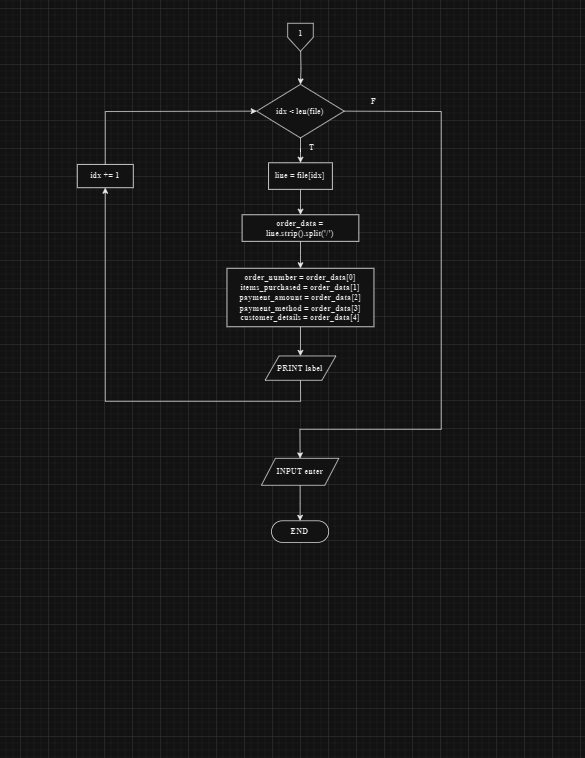 1
idx < len(file)
F
T
idx += 1
line = file[idx]
order_data =
line.strip().split('/')
order_number = order_data[0]
items_purchased = order_data[1]
payment_amount = order_data[2]
payment_method = order_data[3]
customer_details = order_data[4]
PRINT label
INPUT enter
END